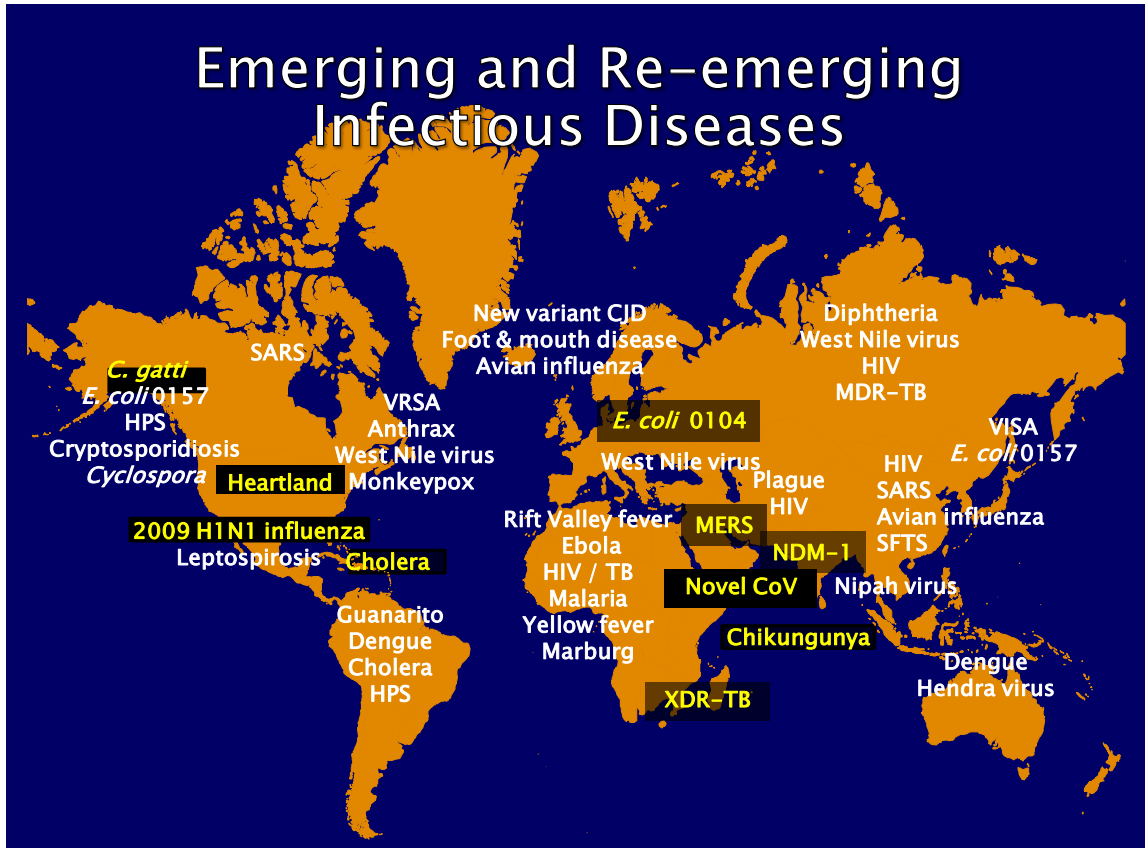 Emerging and Re-emerging
Infectious Diseases
New variant CJD
Foot & mouth disease
Avian influenza
Diphtheria
West Nile virus
HIV
MDR-TB
SARS
C. gatti
E. coli 0157
HPS
Cryptosporidiosis
Cyclospora
VRSA
Anthrax
West Nile virus
Monkeypox
Heartland
E. coli 0104
West Nile virus
VISA
E. coli 0157
Plague
HIV
HIV
SARS
Avian influenza
SFTS
2009 H1N1 influenza
Leptospirosis
Cholera
Rift Valley fever
Ebola
HIV / TB
Malaria
Yellow fever
Marburg
MERS
NDM-1
Novel CoV
Nipah virus
Guanarito
Dengue
Cholera
HPS
Chikungunya
Dengue
Hendra virus
XDR-TB